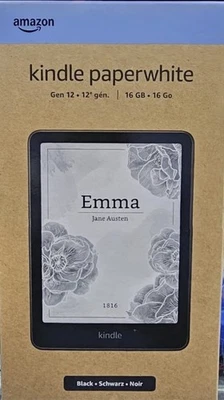 amazon
kindle paperwhite
Gen 12 • 12ᵉ gén. | 16 GB • 16 Go
Emma
Jane Austen
1816
kindle
Black • Schwarz • Noir